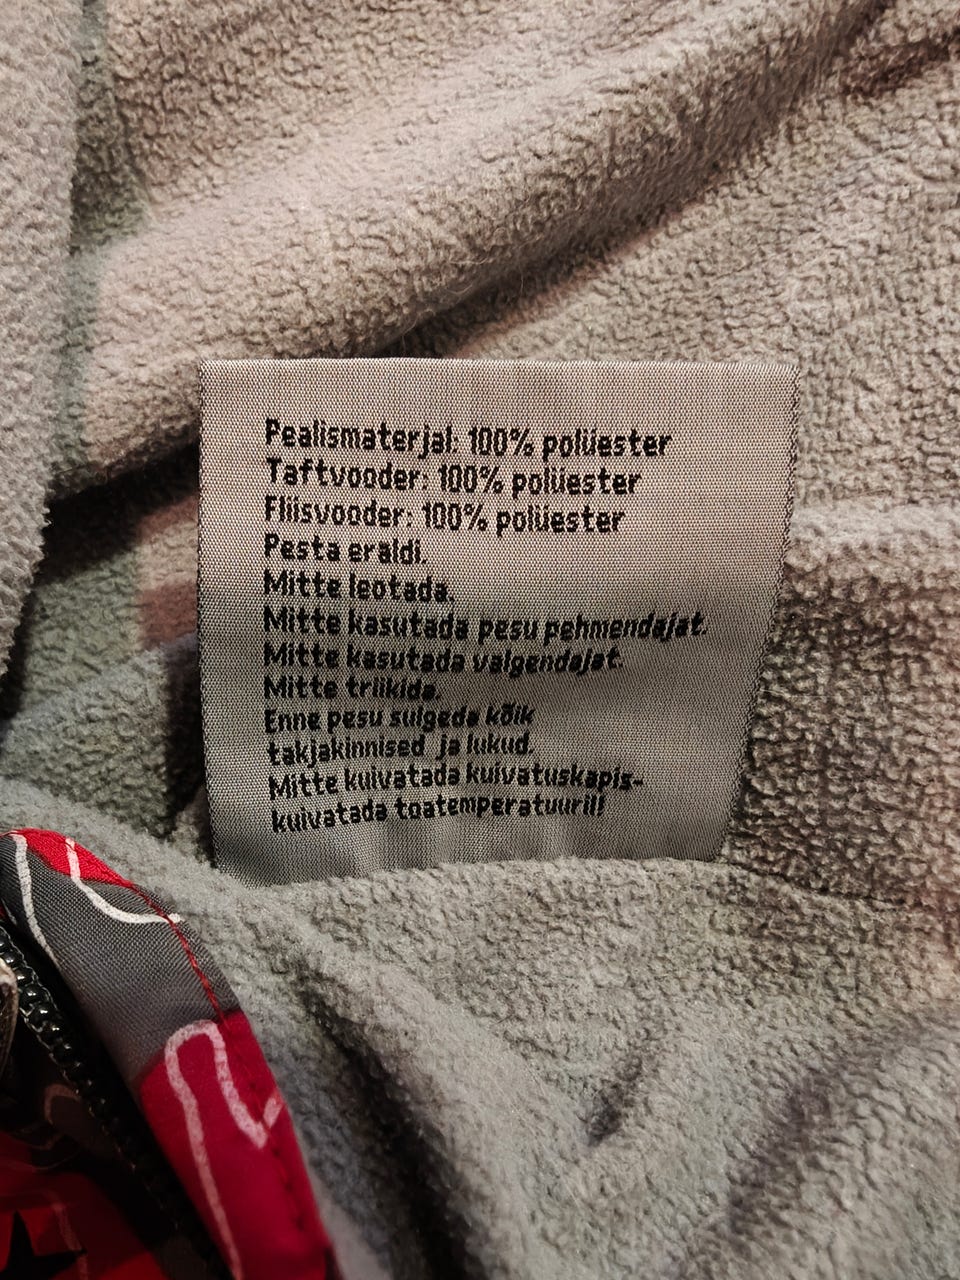 Pealismaterjal: 100% polüester
Taftvooder: 100% polüester
Fliisvooder: 100% polüester
Pesta eraldi.
Mitte leotada.
Mitte kasutada pesu pehmendajat.
Mitte kasutada valgendajat.
Mitte triikida.
Enne pesu sulgeda kõik
takjakinnised ja lukud.
Mitte kuivatada kuivatuskapis-
kuivatada toatemperatuuril!